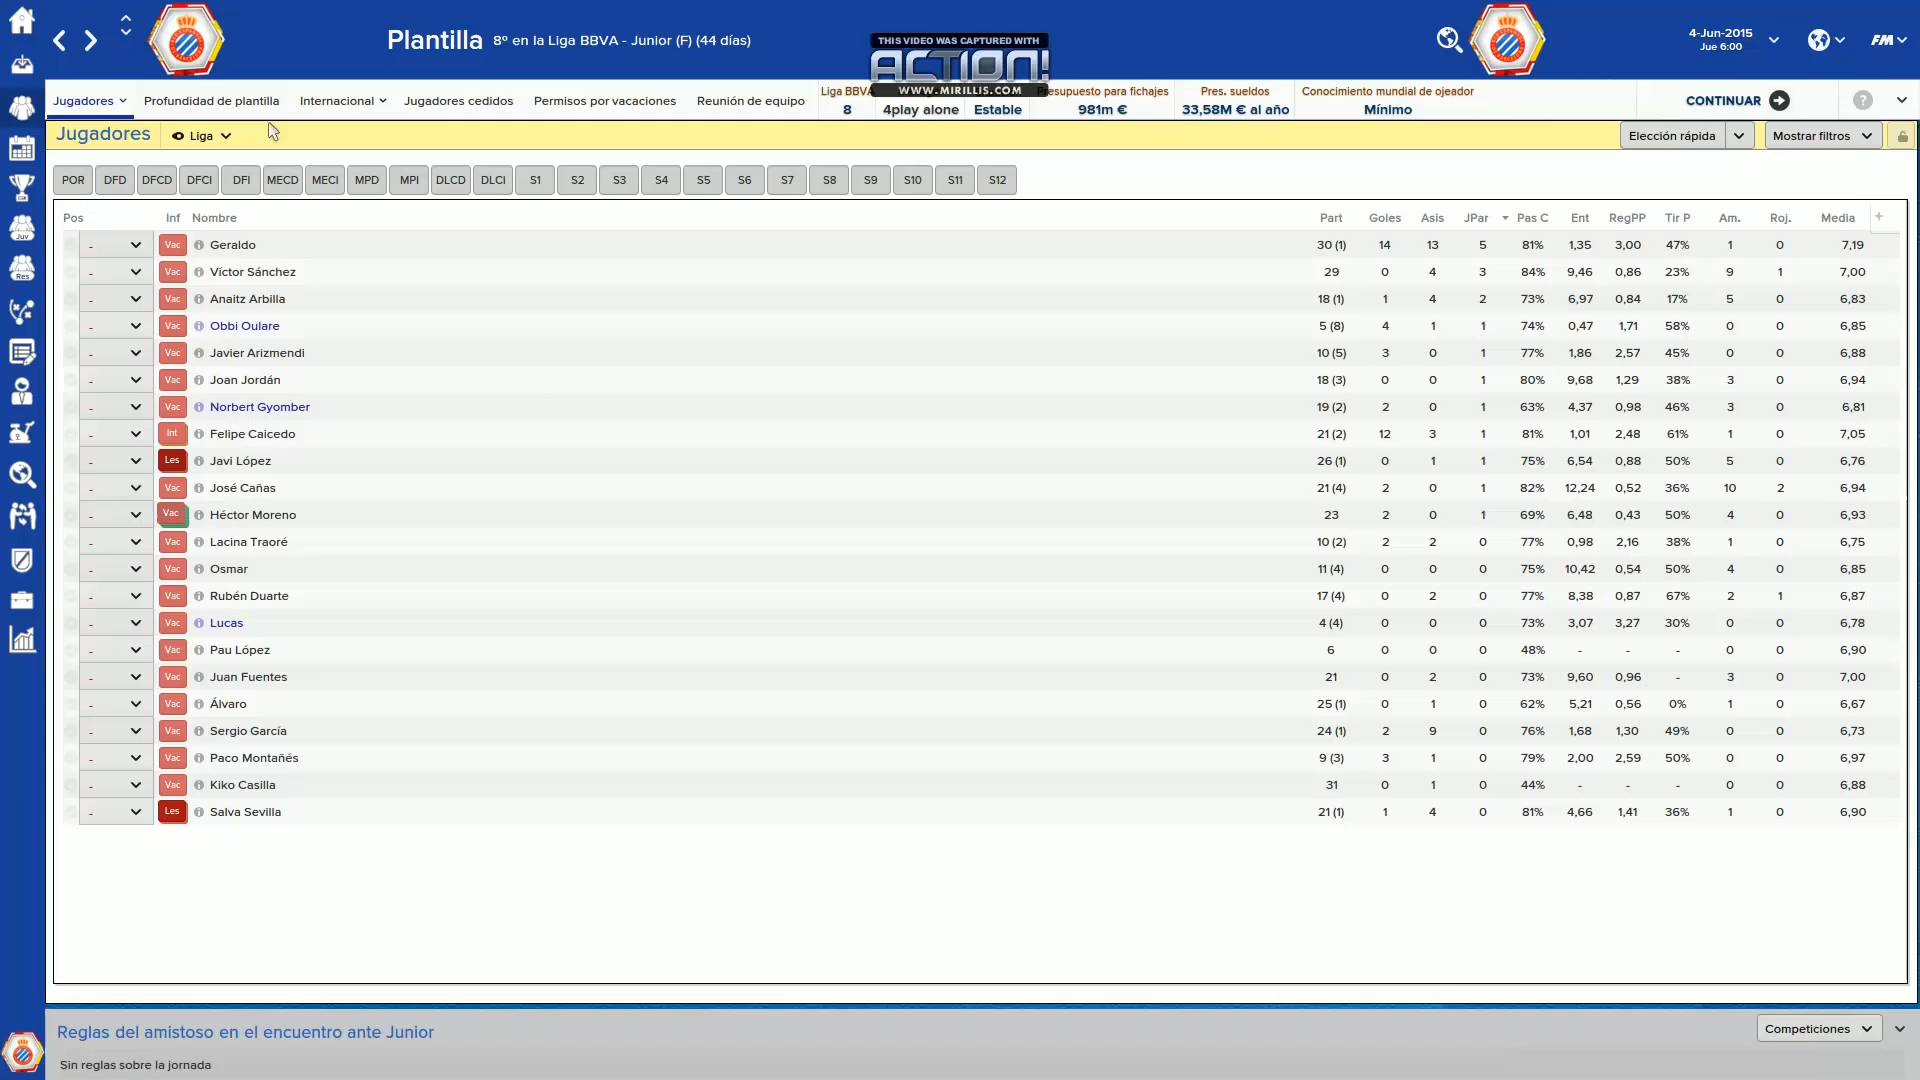 Plantilla 8º en la Liga BBVA - Junior (F) (44 días)
THIS VIDEO WAS CAPTURED WITH
ACTION!
WWW.MIRILLIS.COM
4-Jun-2015
Jue 6:00
FM
Jugadores Profundidad de plantilla Internacional Jugadores cedidos Permisos por vacaciones Reunión de equipo
Liga BBVA Presupuesto para fichajes Pres. sueldos Conocimiento mundial de ojeador
8 4play alone Estable 981m € 33,58M € al año Mínimo
CONTINUAR
?
Jugadores Liga Elección rápida Mostrar filtros
POR DFD DFCD DFCI DFI MECD MECI MPD MPI DLCD DLCI S1 S2 S3 S4 S5 S6 S7 S8 S9 S10 S11 S12
Pos Inf Nombre Part Goles Asis JPar Pas C Ent RegPP Tir P Am. Roj. Media +
- Vac Geraldo 30 (1) 14 13 5 81% 1,35 3,00 47% 1 0 7,19
- Vac Víctor Sánchez 29 0 4 3 84% 9,46 0,86 23% 9 1 7,00
- Vac Anaitz Arbilla 18 (1) 1 4 2 73% 6,97 0,84 17% 5 0 6,83
- Vac Obbi Oulare 5 (8) 4 1 1 74% 0,47 1,71 58% 0 0 6,85
- Vac Javier Arizmendi 10 (5) 3 0 1 77% 1,86 2,57 45% 0 0 6,88
- Vac Joan Jordán 18 (3) 0 0 1 80% 9,68 1,29 38% 3 0 6,94
- Vac Norbert Gyomber 19 (2) 2 0 1 63% 4,37 0,98 46% 3 0 6,81
- Int Felipe Caicedo 21 (2) 12 3 1 81% 1,01 2,48 61% 1 0 7,05
- Les Javi López 26 (1) 0 1 1 75% 6,54 0,88 50% 5 0 6,76
- Vac José Cañas 21 (4) 2 0 1 82% 12,24 0,52 36% 10 2 6,94
- Vac Héctor Moreno 23 2 0 1 69% 6,48 0,43 50% 4 0 6,93
- Vac Lacina Traoré 10 (2) 2 2 0 77% 0,98 2,16 38% 1 0 6,75
- Vac Osmar 11 (4) 0 0 0 75% 10,42 0,54 50% 4 0 6,85
- Vac Rubén Duarte 17 (4) 0 2 0 77% 8,38 0,87 67% 2 1 6,87
- Vac Lucas 4 (4) 0 0 0 73% 3,07 3,27 30% 0 0 6,78
- Vac Pau López 6 0 0 0 48% - - - 0 0 6,90
- Vac Juan Fuentes 21 0 2 0 73% 9,60 0,96 - 3 0 7,00
- Vac Álvaro 25 (1) 0 1 0 62% 5,21 0,56 0% 1 0 6,67
- Vac Sergio García 24 (1) 2 9 0 76% 1,68 1,30 49% 0 0 6,73
- Vac Paco Montañés 9 (3) 3 1 0 79% 2,00 2,59 50% 0 0 6,97
- Vac Kiko Casilla 31 0 1 0 44% - - - 0 0 6,88
- Les Salva Sevilla 21 (1) 1 4 0 81% 4,66 1,41 36% 1 0 6,90
Juv
Res
Reglas del amistoso en el encuentro ante Junior Competiciones
Sin reglas sobre la jornada